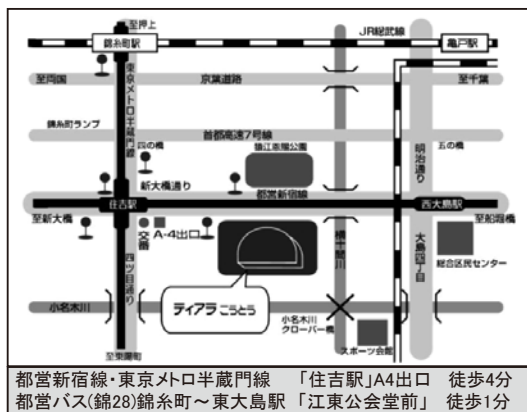 至押上
JR総武線
錦糸町駅
亀戸駅
至両国
京葉道路
至千葉
東京メトロ半蔵門線
錦糸町ランプ
首都高速7号線
四の橋
猿江恩賜公園
明治通り
五の橋
新大橋通り
都営新宿線
至新大橋
住吉駅
西大島駅
至船堀橋
交番
A-4出口
四ツ目通り
横十間川
大島四丁目
総合区民センター
小名木川
ティアラこうとう
小名木川
クローバー橋
スポーツ会館
至東陽町
都営新宿線・東京メトロ半蔵門線 「住吉駅」A4出口 徒歩4分
都営バス(錦28)錦糸町～東大島駅 「江東公会堂前」 徒歩1分